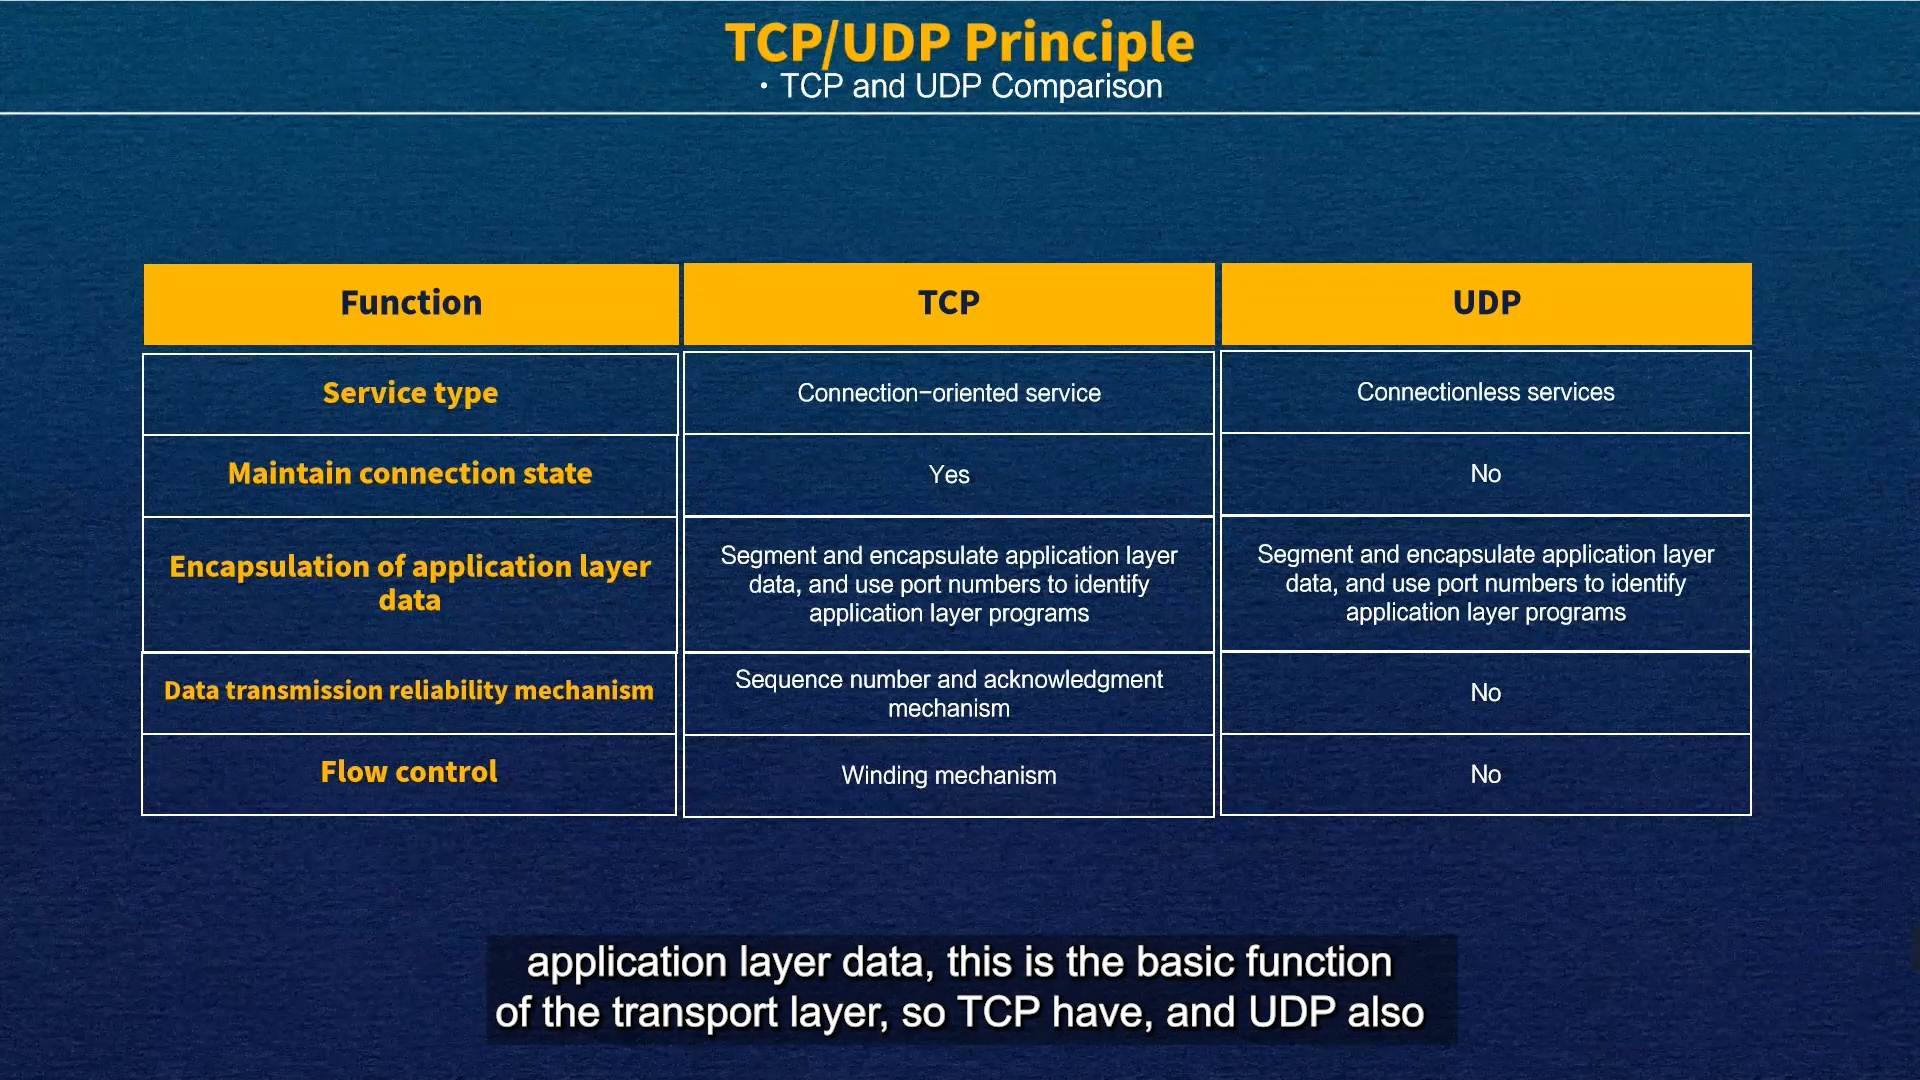 TCP/UDP Principle
• TCP and UDP Comparison
Function
TCP
UDP
Service type
Connection-oriented service
Connectionless services
Maintain connection state
Yes
No
Encapsulation of application layer
data
Segment and encapsulate application layer
data, and use port numbers to identify
application layer programs
Segment and encapsulate application layer
data, and use port numbers to identify
application layer programs
Data transmission reliability mechanism
Sequence number and acknowledgment
mechanism
No
Flow control
Winding mechanism
No
application layer data, this is the basic function
of the transport layer, so TCP have, and UDP also